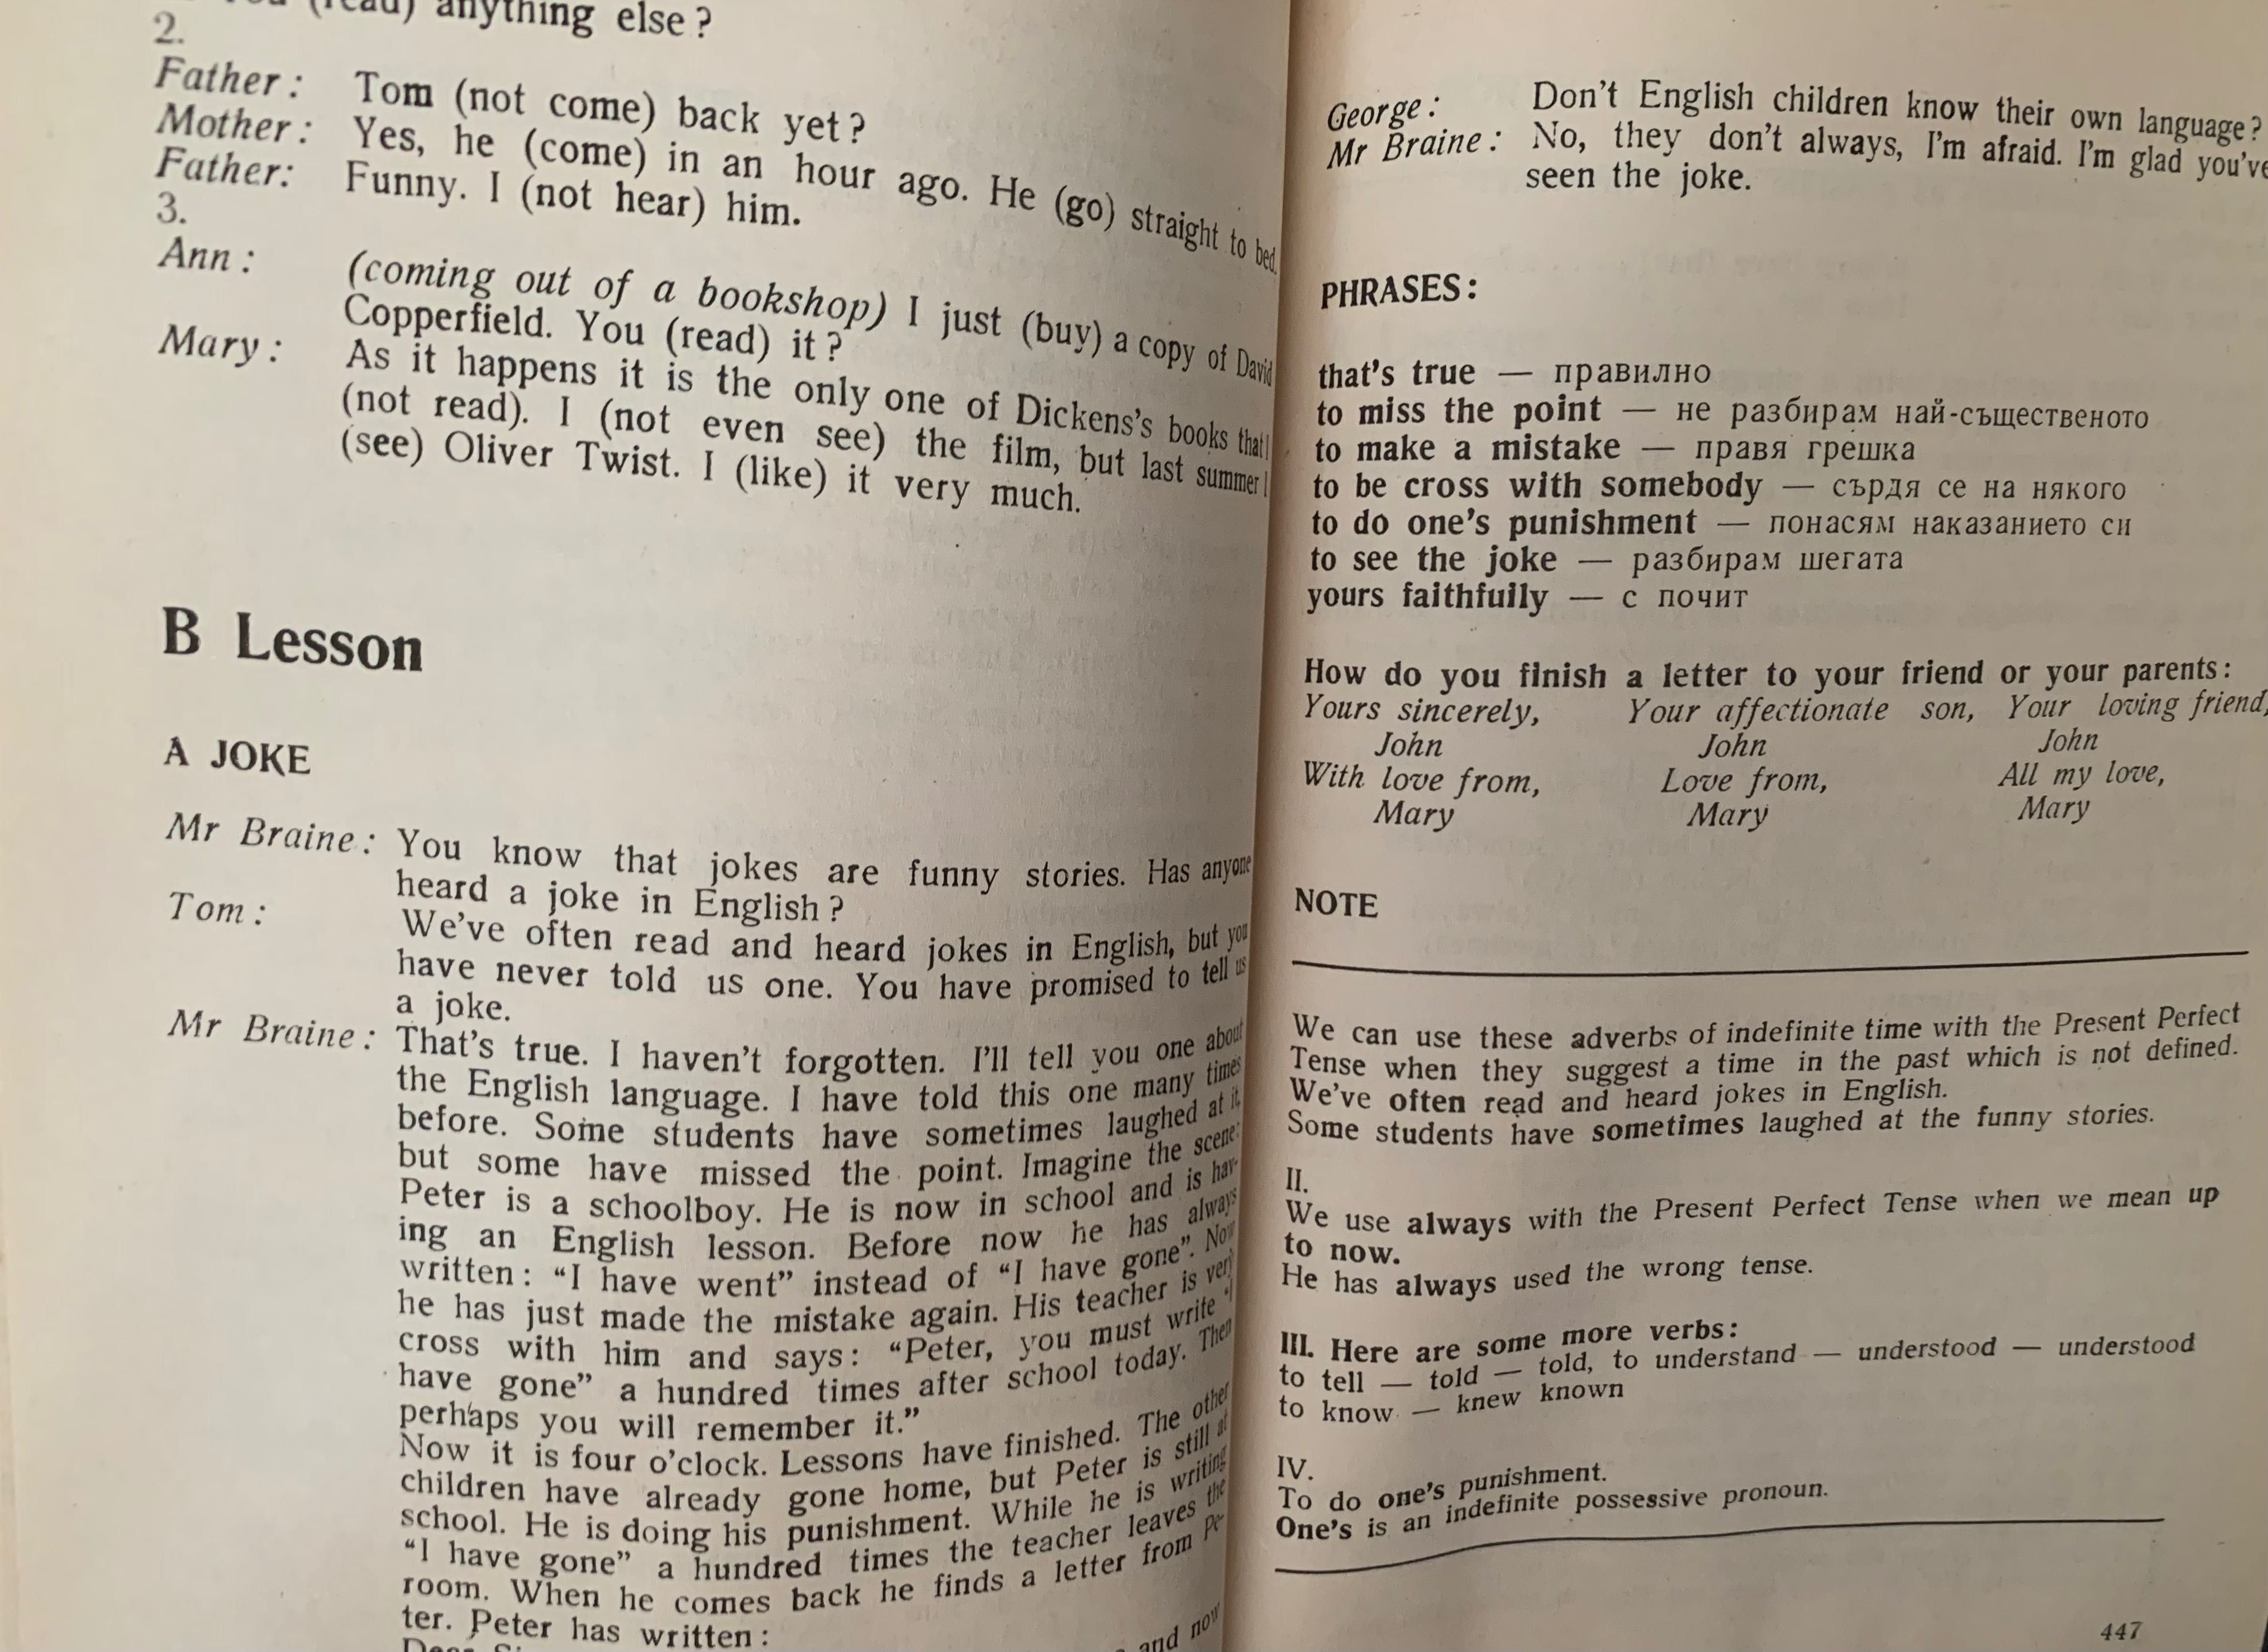 (read) anything else?
2.
Father: Tom (not come) back yet?
Mother: Yes, he (come) in an hour ago. He (go) straight to bed.
Father: Funny. I (not hear) him.
3.
Ann: (coming out of a bookshop) I just (buy) a copy of David
Copperfield. You (read) it?
Mary: As it happens it is the only one of Dickens's books that I
(not read). I (not even see) the film, but last summer I
(see) Oliver Twist. I (like) it very much.
B Lesson
A JOKE
Mr Braine: You know that jokes are funny stories. Has anyone
heard a joke in English?
Tom: We've often read and heard jokes in English, but you
have never told us one. You have promised to tell us
a joke.
Mr Braine: That's true. I haven't forgotten. I'll tell you one about
the English language. I have told this one many times
before. Some students have sometimes laughed at it,
but some have missed the point. Imagine the scene:
Peter is a schoolboy. He is now in school and is hav-
ing an English lesson. Before now he has always
written: “I have went” instead of “I have gone”. Now
he has just made the mistake again. His teacher is very
cross with him and says: “Peter, you must write “I
have gone” a hundred times after school today. Then
perhaps you will remember it.”
Now it is four o'clock. Lessons have finished. The other
children have already gone home, but Peter is still at
school. He is doing his punishment. While he is writing
“I have gone” a hundred times the teacher leaves the
room. When he comes back he finds a letter from Pe-
ter. Peter has written:
and now
George: Don't English children know their own language?
Mr Braine: No, they don't always, I'm afraid. I'm glad you've
seen the joke.
PHRASES:
that's true — правилно
to miss the point — не разбирам най-същественото
to make a mistake — правя грешка
to be cross with somebody — сърдя се на някого
to do one's punishment — понасям наказанието си
to see the joke — разбирам шегата
yours faithfully — с почит
How do you finish a letter to your friend or your parents:
Yours sincerely, Your affectionate son, Your loving friend,
John John John
With love from, Love from, All my love,
Mary Mary Mary
NOTE
We can use these adverbs of indefinite time with the Present Perfect
Tense when they suggest a time in the past which is not defined.
We've often read and heard jokes in English.
Some students have sometimes laughed at the funny stories.
II.
We use always with the Present Perfect Tense when we mean up
to now.
He has always used the wrong tense.
III. Here are some more verbs:
to tell — told — told, to understand — understood — understood
to know — knew known
IV.
To do one's punishment.
One's is an indefinite possessive pronoun.
447